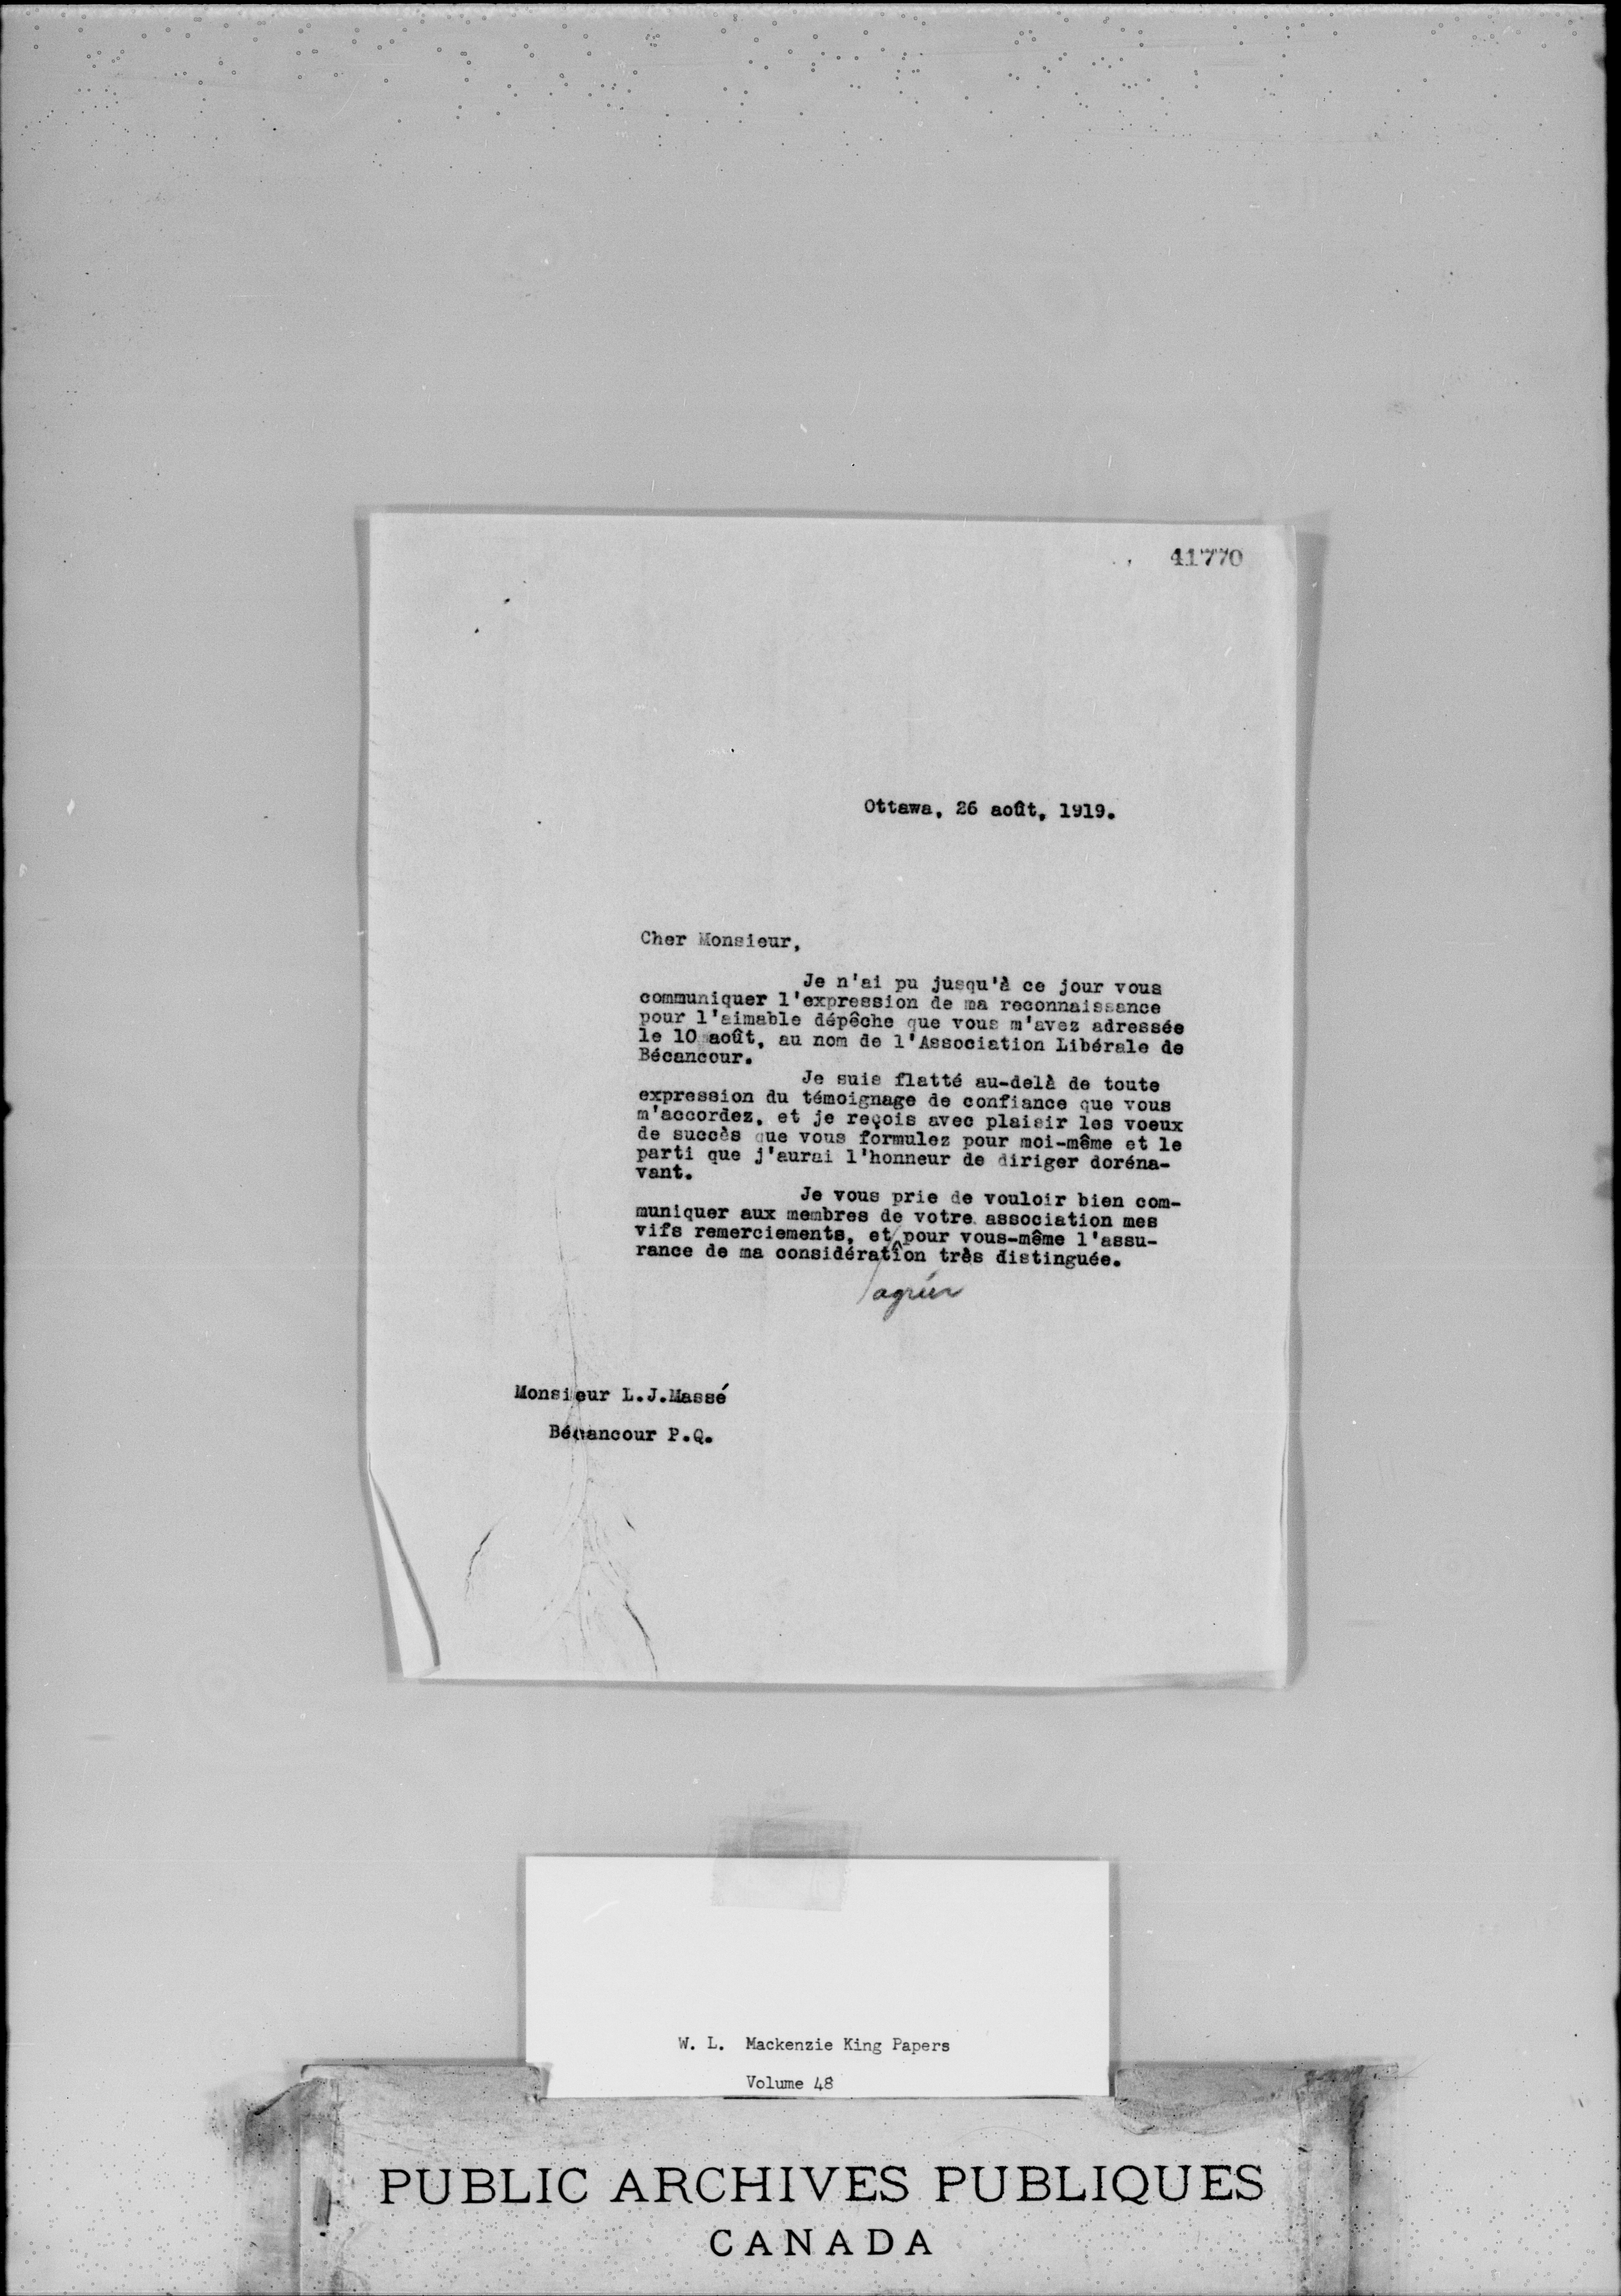 41770
Ottawa, 26 août, 1919.
Cher Monsieur,
Je n'ai pu jusqu'à ce jour vous
communiquer l'expression de ma reconnaissance
pour l'aimable dépêche que vous m'avez adressée
le 10 août, au nom de l'Association Libérale de
Bécancour.
Je suis flatté au-delà de toute
expression du témoignage de confiance que vous
m'accordez, et je reçois avec plaisir les voeux
de succès que vous formulez pour moi-même et le
parti que j'aurai l'honneur de diriger doréna-
vant.
Je vous prie de vouloir bien com-
muniquer aux membres de votre association mes
vifs remerciements, et pour vous-même l'assu-
rance de ma considération très distinguée.
agréer
Monsieur L.J.Massé
Bécancour P.Q.
W. L. Mackenzie King Papers
Volume 48
PUBLIC ARCHIVES PUBLIQUES
CANADA